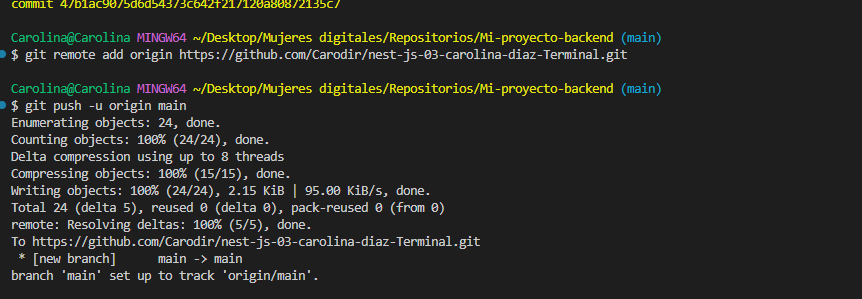 commit 47b1ac9075d6d54373c642f217120a80872135c7
Carolina@Carolina MINGW64 ~/Desktop/Mujeres digitales/Repositorios/Mi-proyecto-backend (main)
$ git remote add origin https://github.com/Carodir/nest-js-03-carolina-diaz-Terminal.git
Carolina@Carolina MINGW64 ~/Desktop/Mujeres digitales/Repositorios/Mi-proyecto-backend (main)
$ git push -u origin main
Enumerating objects: 24, done.
Counting objects: 100% (24/24), done.
Delta compression using up to 8 threads
Compressing objects: 100% (15/15), done.
Writing objects: 100% (24/24), 2.15 KiB | 95.00 KiB/s, done.
Total 24 (delta 5), reused 0 (delta 0), pack-reused 0 (from 0)
remote: Resolving deltas: 100% (5/5), done.
To https://github.com/Carodir/nest-js-03-carolina-diaz-Terminal.git
 * [new branch]      main -> main
branch 'main' set up to track 'origin/main'.